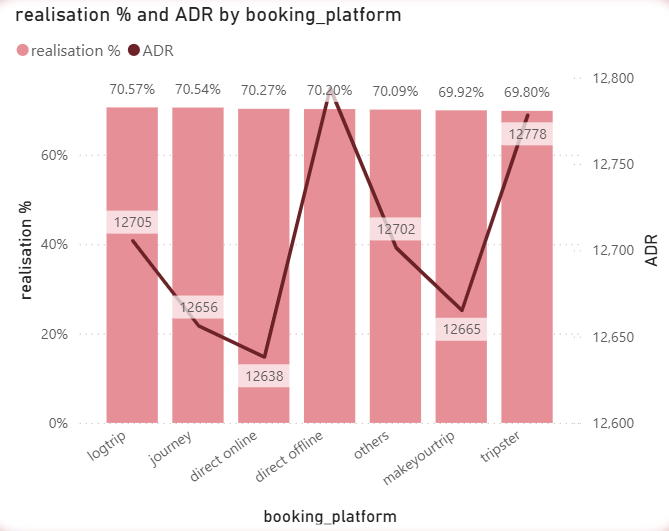 realisation % and ADR by booking_platform
realisation % ADR
70.57% 70.54% 70.27% 70.20% 70.09% 69.92% 69.80%
12,800
12778
60%
12,750
12705
12702
realisation %
40%
12,700
ADR
12656
12665
20%
12,650
12638
0%
12,600
logtrip
journey
direct online
direct offline
others
makeyourtrip
tripster
booking_platform